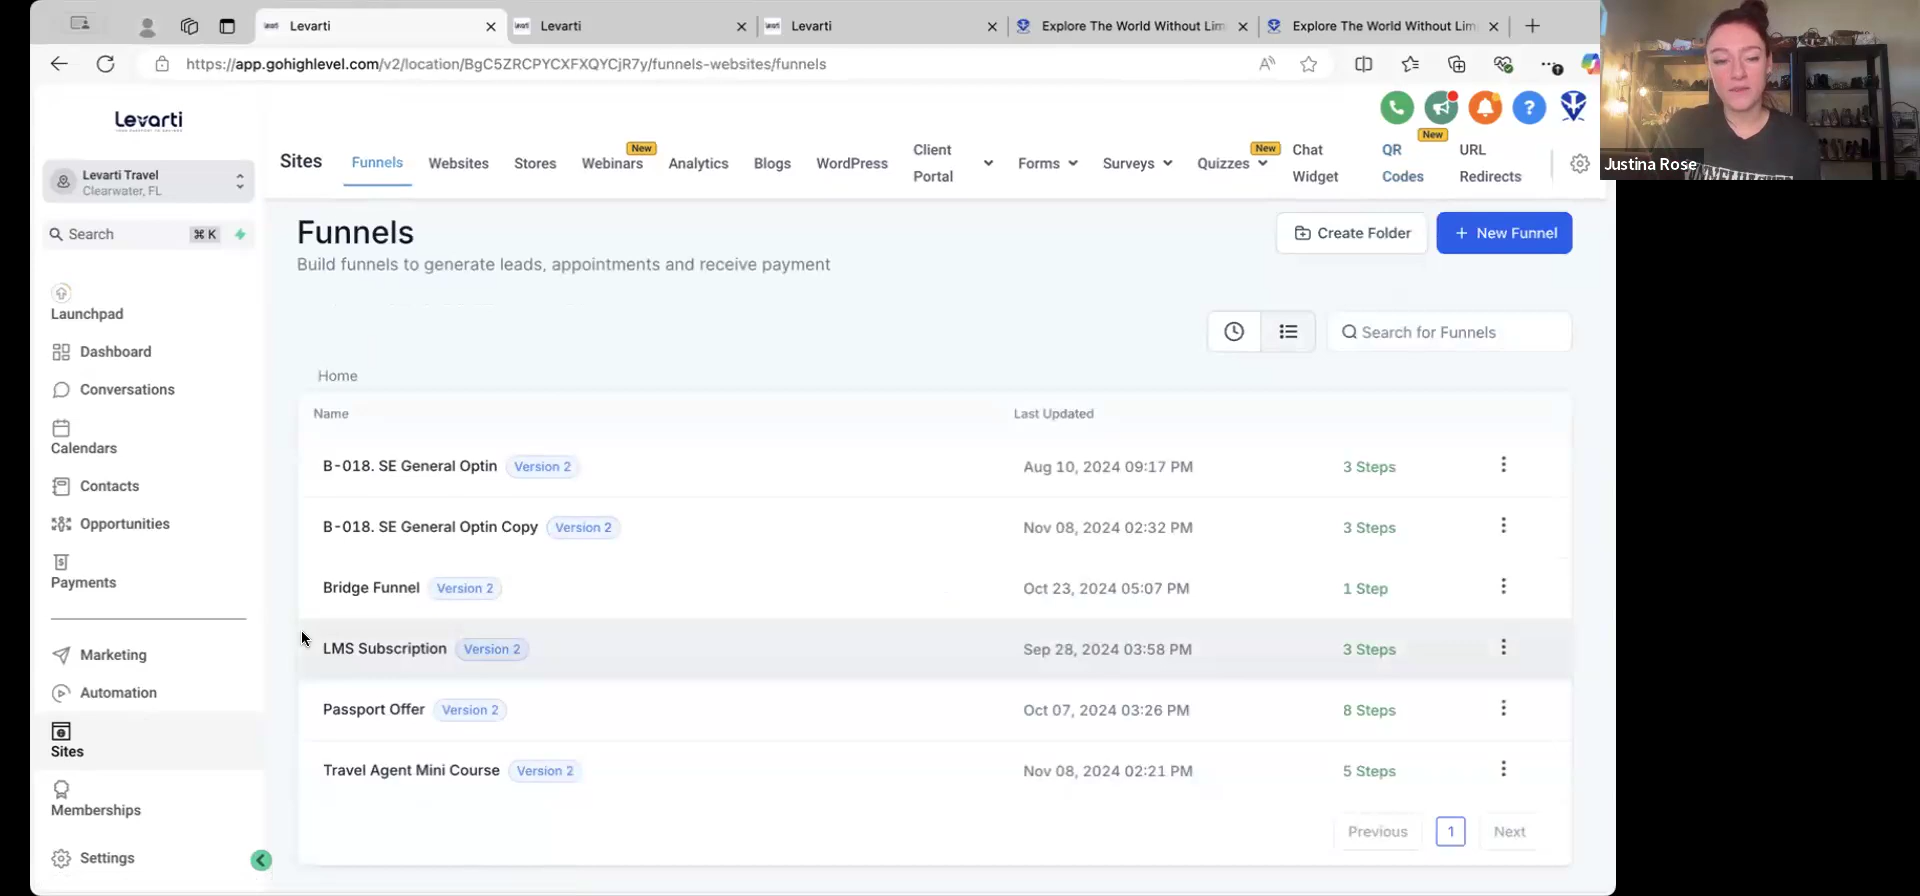 Levarti
Levarti
Levarti
Explore The World Without Lim
Explore The World Without Lim
https://app.gohighlevel.com/v2/location/BgC5ZRCPYCXFXQYCjR7y/funnels-websites/funnels
Justina Rose
Levarti
Levarti Travel
Clearwater, FL
Search
⌘ K
Launchpad
Dashboard
Conversations
Calendars
Contacts
Opportunities
Payments
Marketing
Automation
Sites
Memberships
Settings
Sites
Funnels
Websites
Stores
Webinars
New
Analytics
Blogs
WordPress
Client
Portal
Forms
Surveys
Quizzes
New
Chat
Widget
New
QR
Codes
URL
Redirects
Funnels
Build funnels to generate leads, appointments and receive payment
Create Folder
+ New Funnel
Search for Funnels
Home
Name Last Updated
B-018. SE General Optin Version 2 Aug 10, 2024 09:17 PM 3 Steps
B-018. SE General Optin Copy Version 2 Nov 08, 2024 02:32 PM 3 Steps
Bridge Funnel Version 2 Oct 23, 2024 05:07 PM 1 Step
LMS Subscription Version 2 Sep 28, 2024 03:58 PM 3 Steps
Passport Offer Version 2 Oct 07, 2024 03:26 PM 8 Steps
Travel Agent Mini Course Version 2 Nov 08, 2024 02:21 PM 5 Steps
Previous 1 Next